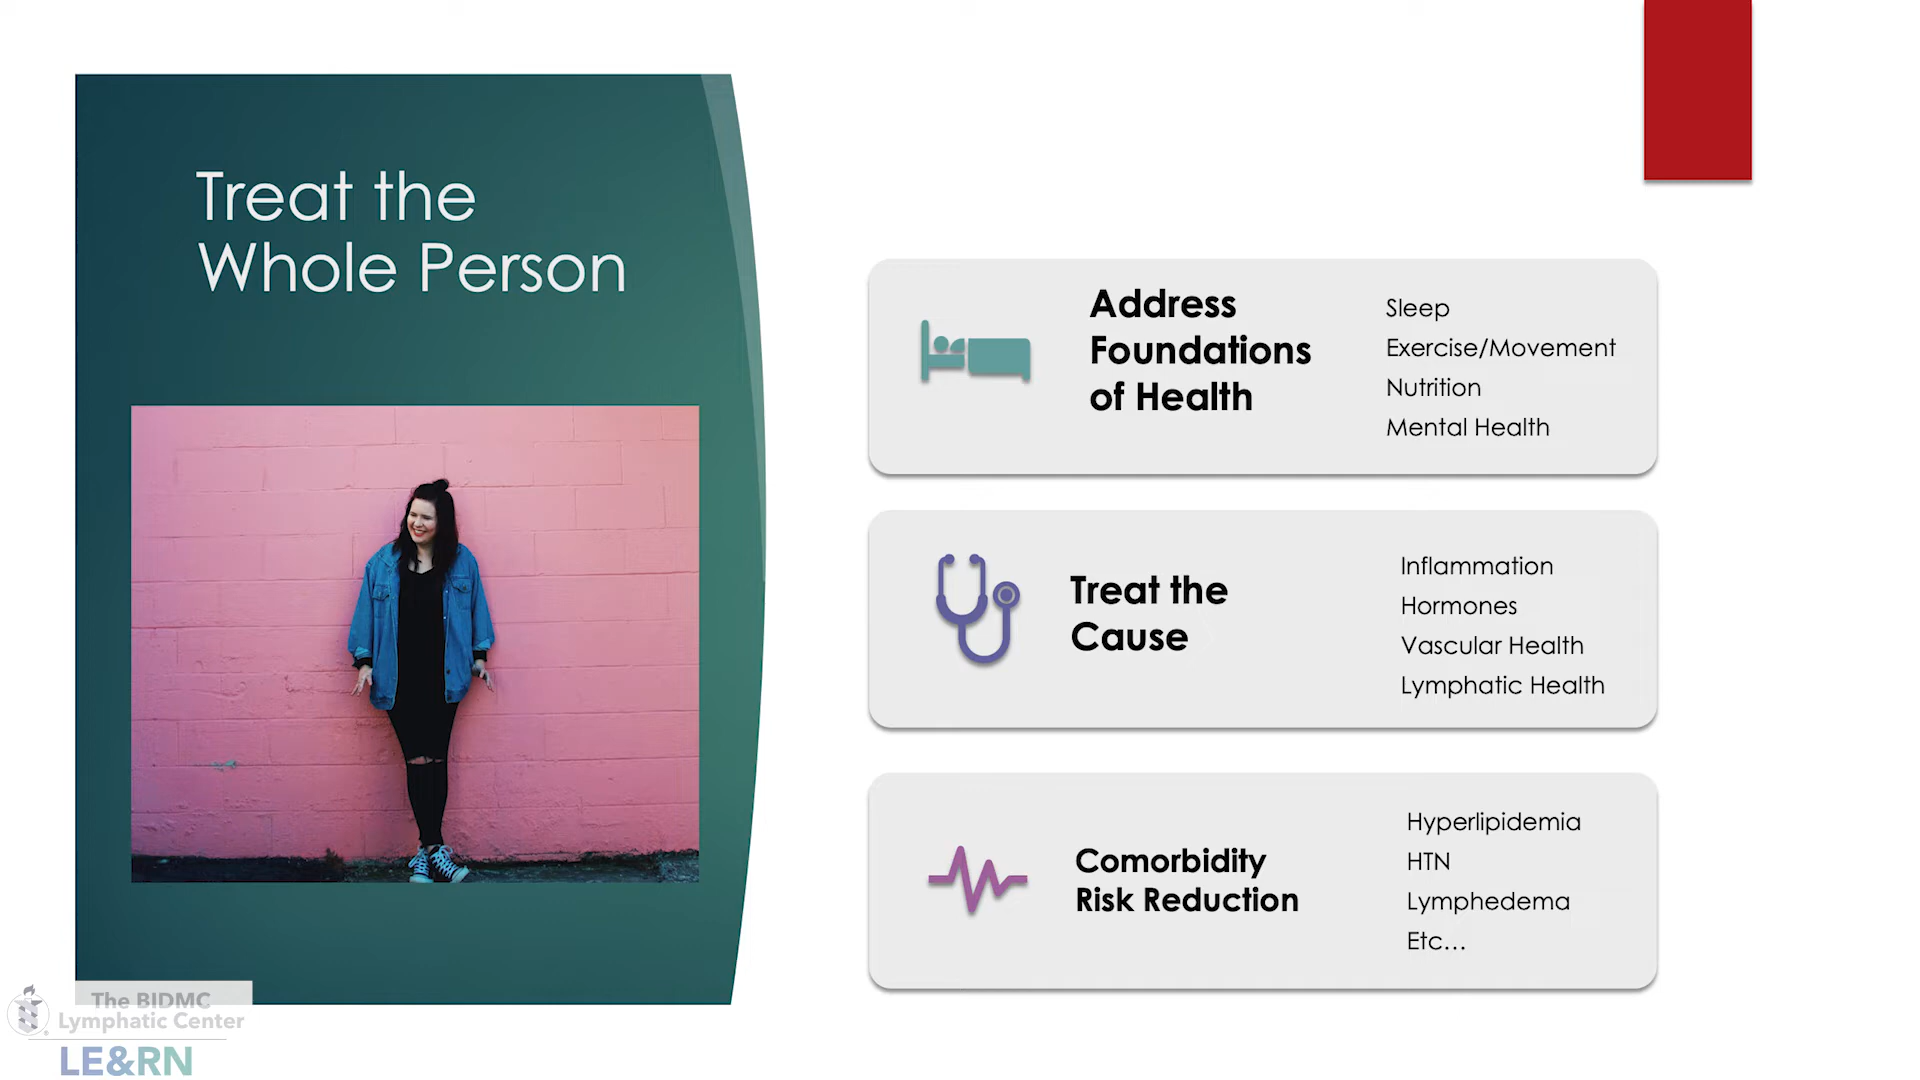 Treat the
Whole Person
Address
Foundations
of Health
Sleep
Exercise/Movement
Nutrition
Mental Health
Treat the
Cause
Inflammation
Hormones
Vascular Health
Lymphatic Health
Comorbidity
Risk Reduction
Hyperlipidemia
HTN
Lymphedema
Etc...
The BIDMC
Lymphatic Center
LE&RN